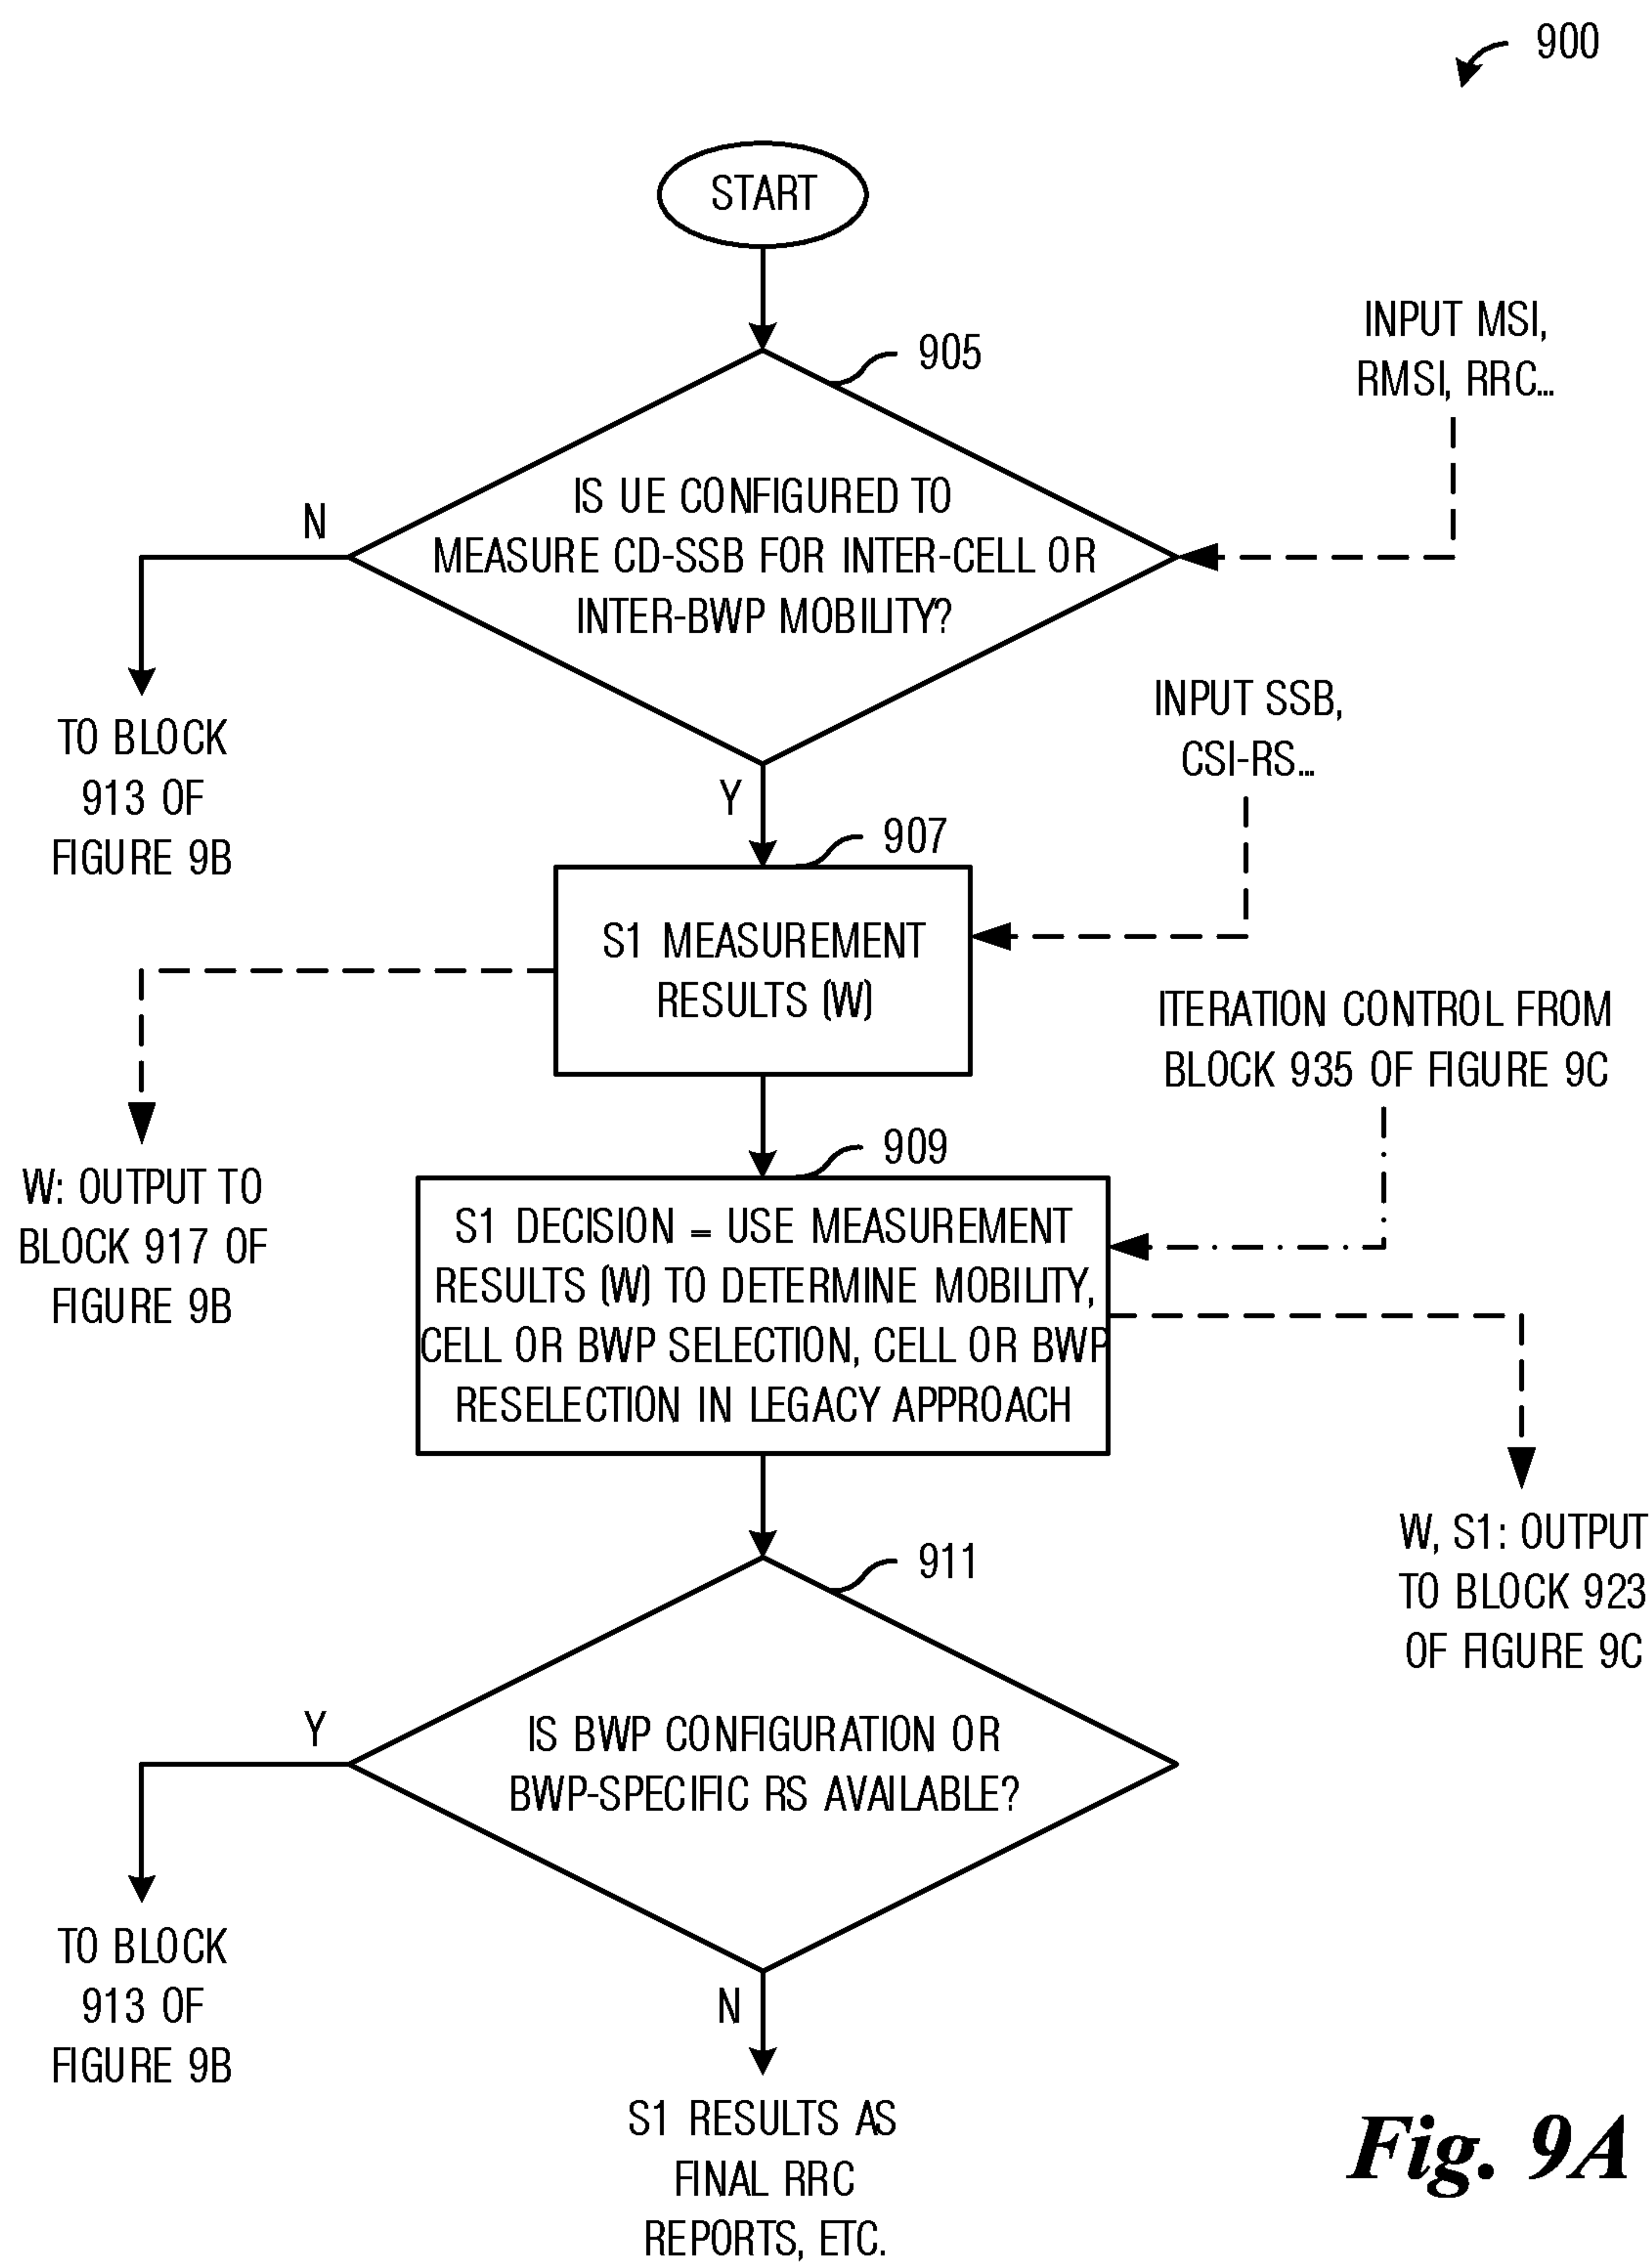 900
START
905
INPUT MSI,
RMSI, RRC...
IS UE CONFIGURED TO
MEASURE CD-SSB FOR INTER-CELL OR
INTER-BWP MOBILITY?
N
TO BLOCK
913 OF
FIGURE 9B
INPUT SSB,
CSI-RS...
Y
907
S1 MEASUREMENT
RESULTS (W)
ITERATION CONTROL FROM
BLOCK 935 OF FIGURE 9C
W: OUTPUT TO
BLOCK 917 OF
FIGURE 9B
909
S1 DECISION = USE MEASUREMENT
RESULTS (W) TO DETERMINE MOBILITY,
CELL OR BWP SELECTION, CELL OR BWP
RESELECTION IN LEGACY APPROACH
W, S1: OUTPUT
TO BLOCK 923
OF FIGURE 9C
911
IS BWP CONFIGURATION OR
BWP-SPECIFIC RS AVAILABLE?
Y
TO BLOCK
913 OF
FIGURE 9B
N
S1 RESULTS AS
FINAL RRC
REPORTS, ETC.
Fig. 9A